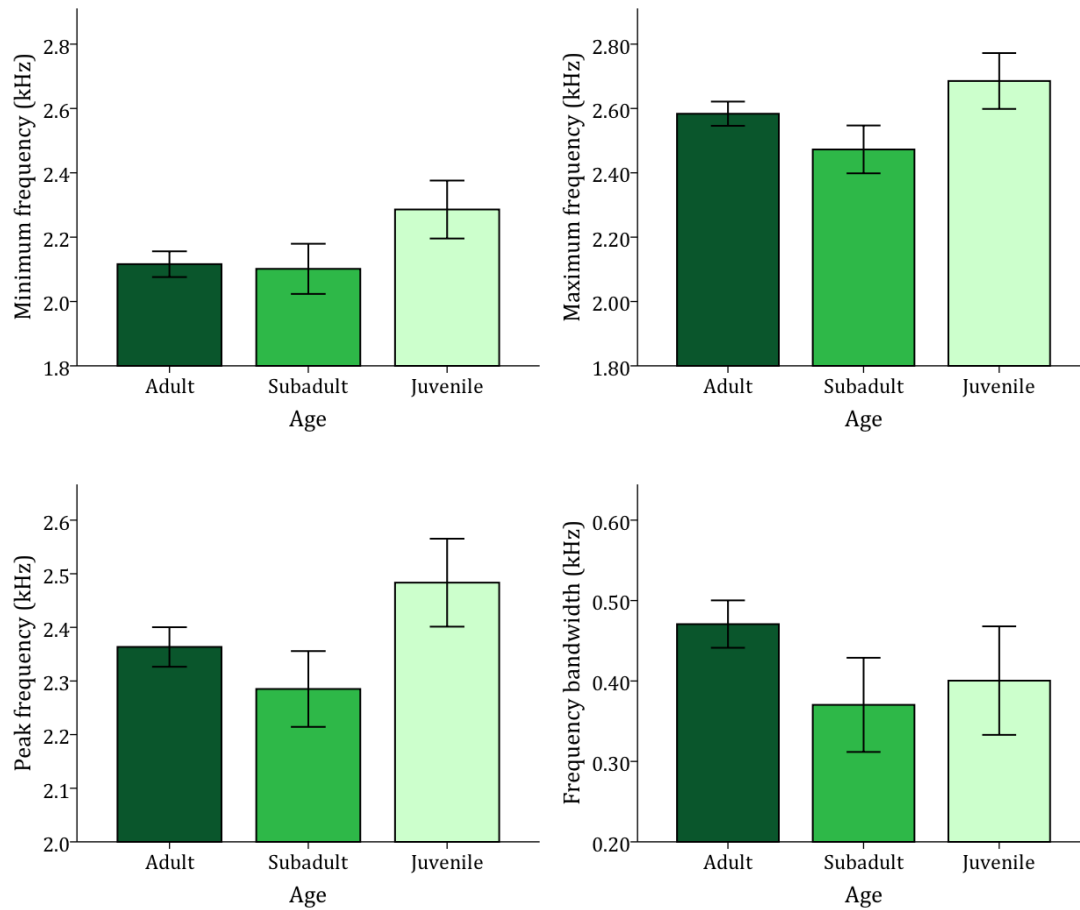 Minimum frequency (kHz)
2.8
2.6
2.4
2.2
2.0
1.8
Adult Subadult Juvenile
Age
Maximum frequency (kHz)
2.80
2.60
2.40
2.20
2.00
1.80
Adult Subadult Juvenile
Age
Peak frequency (kHz)
2.6
2.5
2.4
2.3
2.2
2.1
2.0
Adult Subadult Juvenile
Age
Frequency bandwidth (kHz)
0.60
0.50
0.40
0.30
0.20
Adult Subadult Juvenile
Age